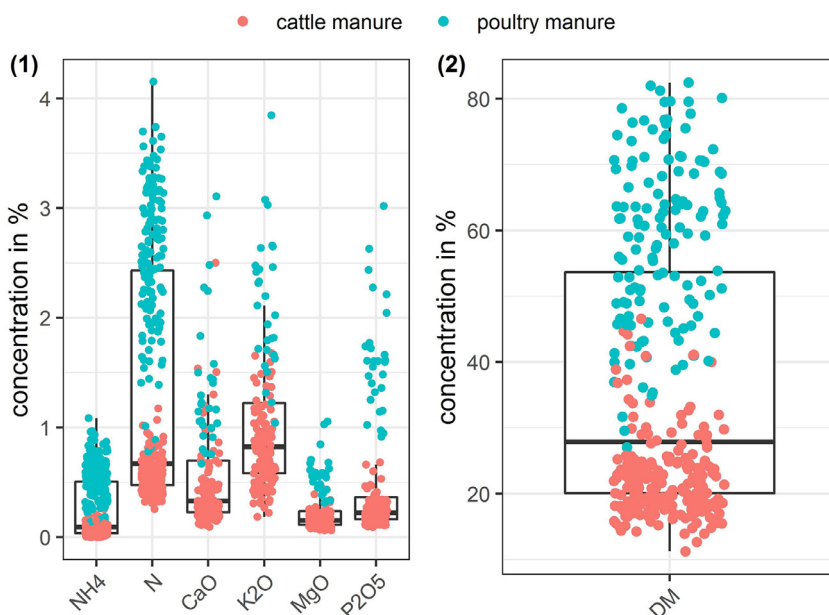 cattle manure poultry manure
(1) (2)
concentration in %
4
3
2
1
0
NH4 N CaO K2O MgO P2O5
concentration in %
80
60
40
20
DM